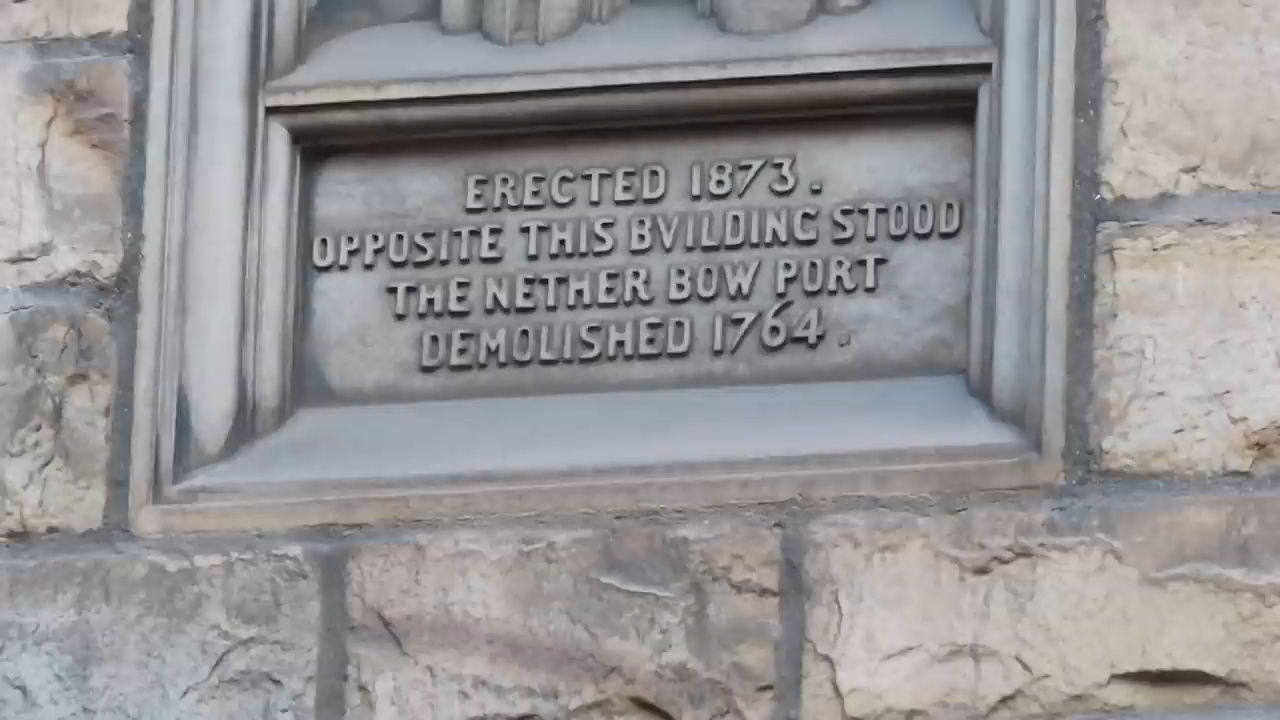 ERECTED 1873.
OPPOSITE THIS BVILDING STOOD
THE NETHER BOW PORT
DEMOLISHED 1764.